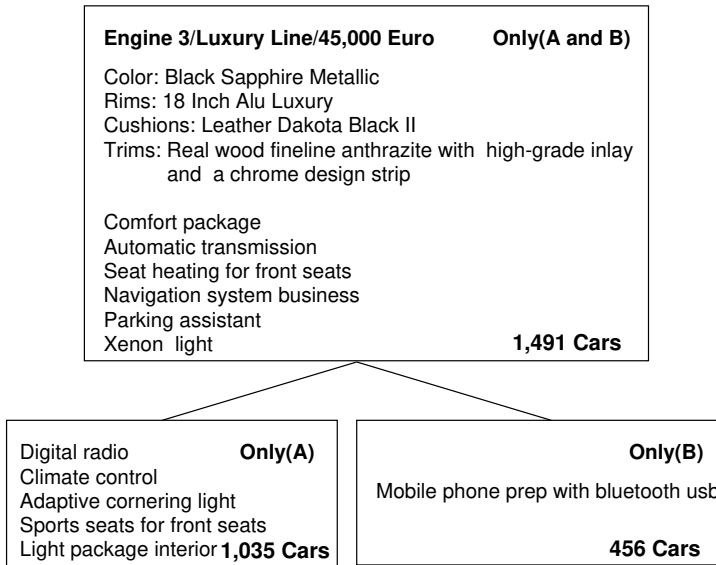 Engine 3/Luxury Line/45,000 Euro Only(A and B)
Color: Black Sapphire Metallic
Rims: 18 Inch Alu Luxury
Cushions: Leather Dakota Black II
Trims: Real wood fineline anthrazite with high-grade inlay
and a chrome design strip
Comfort package
Automatic transmission
Seat heating for front seats
Navigation system business
Parking assistant
Xenon light 1,491 Cars
Digital radio Only(A)
Climate control
Adaptive cornering light
Sports seats for front seats
Light package interior 1,035 Cars
Only(B)
Mobile phone prep with bluetooth usb
456 Cars